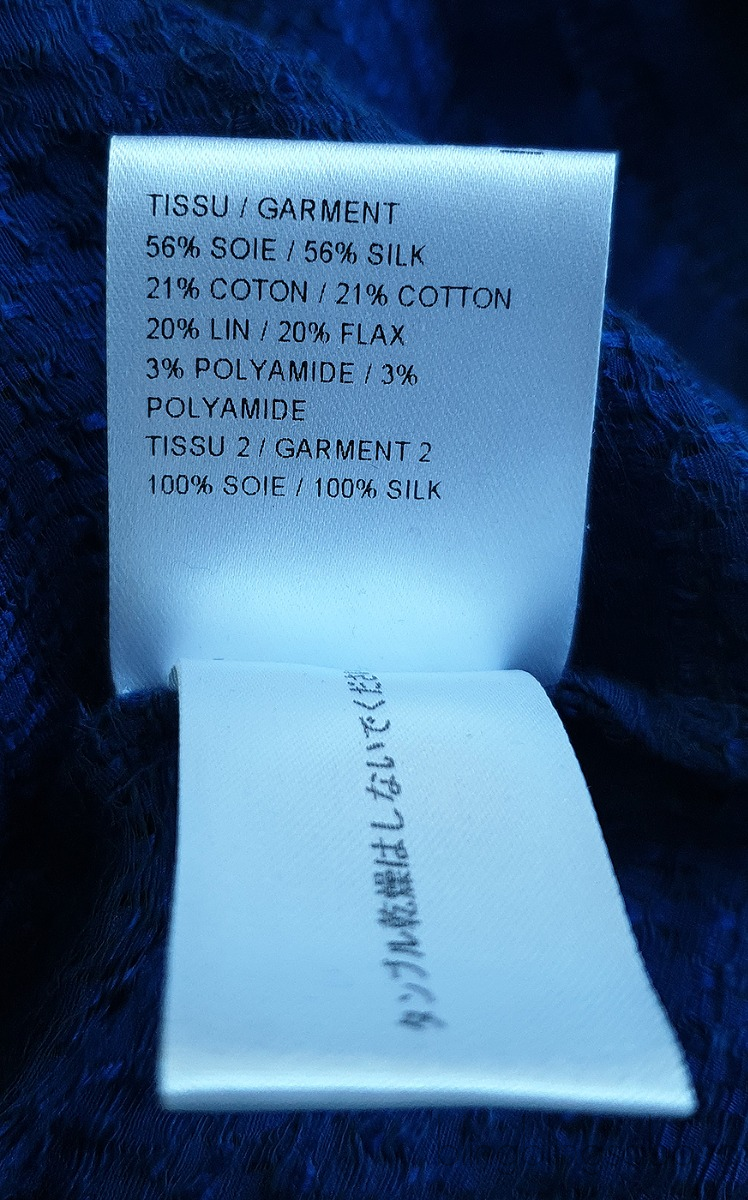 TISSU / GARMENT
56% SOIE / 56% SILK
21% COTON / 21% COTTON
20% LIN / 20% FLAX
3% POLYAMIDE / 3%
POLYAMIDE
TISSU 2 / GARMENT 2
100% SOIE / 100% SILK
タンブル乾燥はしないでくださ